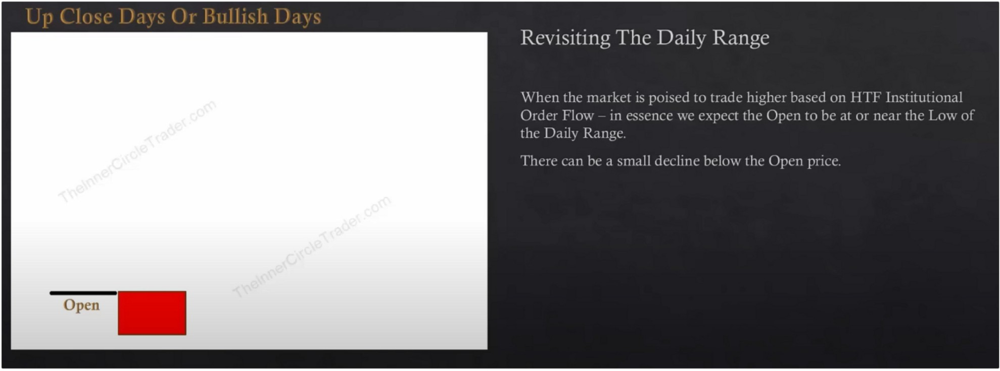 Up Close Days Or Bullish Days
TheInnerCircleTrader.com
TheInnerCircleTrader.com
Open
Revisiting The Daily Range
When the market is poised to trade higher based on HTF Institutional
Order Flow – in essence we expect the Open to be at or near the Low of
the Daily Range.
There can be a small decline below the Open price.